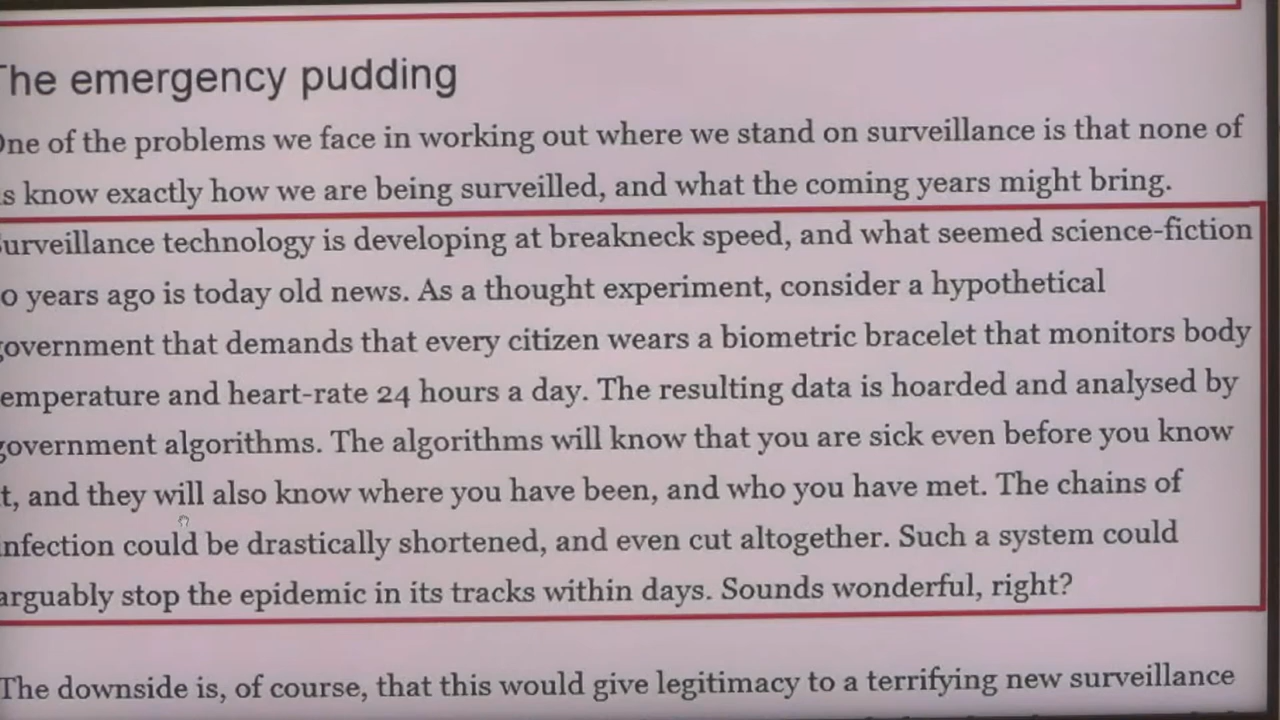 The emergency pudding
One of the problems we face in working out where we stand on surveillance is that none of
s know exactly how we are being surveilled, and what the coming years might bring.
urveillance technology is developing at breakneck speed, and what seemed science-fiction
o years ago is today old news. As a thought experiment, consider a hypothetical
government that demands that every citizen wears a biometric bracelet that monitors body
emperature and heart-rate 24 hours a day. The resulting data is hoarded and analysed by
government algorithms. The algorithms will know that you are sick even before you know
t, and they will also know where you have been, and who you have met. The chains of
nfection could be drastically shortened, and even cut altogether. Such a system could
arguably stop the epidemic in its tracks within days. Sounds wonderful, right?
The downside is, of course, that this would give legitimacy to a terrifying new surveillance